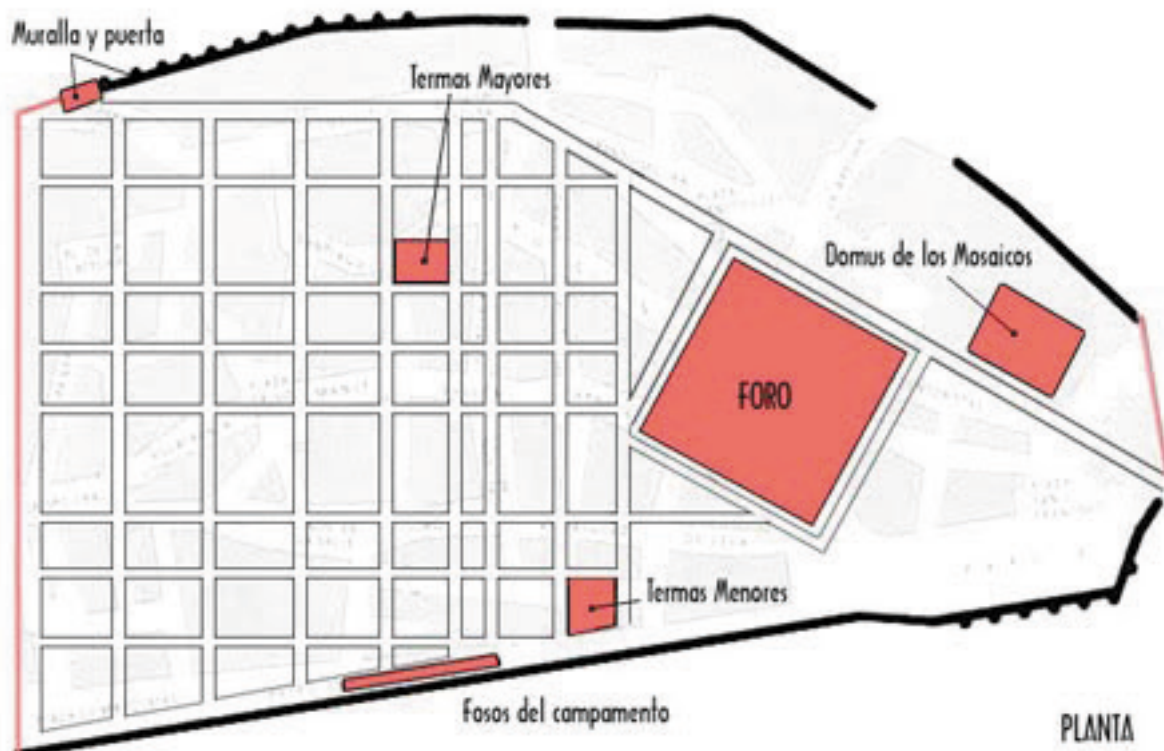 Muralla y puerta
Termas Mayores
Domus de los Mosaicos
FORO
Termas Menores
Fosos del campamento
PLANTA